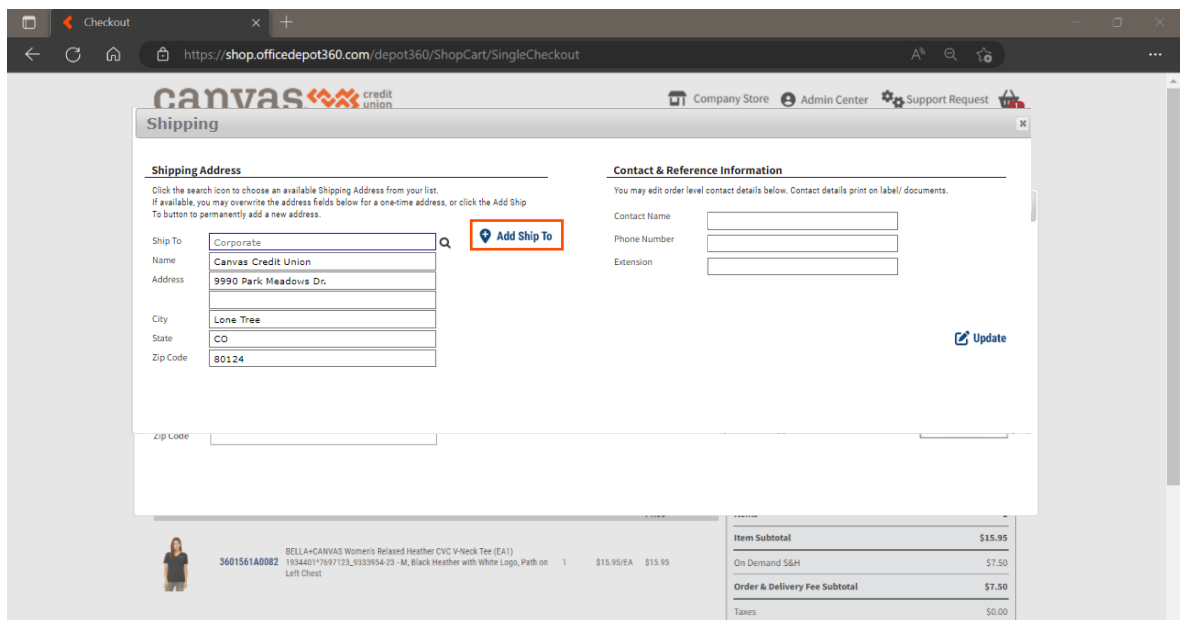 Checkout
https://shop.officedepot360.com/depot360/ShopCart/SingleCheckout
canvas credit union
Company Store Admin Center Support Request
Shipping
Shipping Address
Click the search icon to choose an available Shipping Address from your list.
If available, you may overwrite the address fields below for a one-time address, or click the Add Ship
To button to permanently add a new address.
Add Ship To
Ship To Corporate
Name Canvas Credit Union
Address 9990 Park Meadows Dr.
City Lone Tree
State CO
Zip Code 80124
Contact & Reference Information
You may edit order level contact details below. Contact details print on label/ documents.
Contact Name
Phone Number
Extension
Update
Zip Code
3601561A0082
BELLA+CANVAS Women's Relaxed Heather CVC V-Neck Tee (EA1)
1934401*7697123_9333954-23 - M, Black Heather with White Logo, Path on
Left Chest
1 $15.95/EA $15.95
Item Subtotal $15.95
On Demand S&H $7.50
Order & Delivery Fee Subtotal $7.50
Taxes $0.00